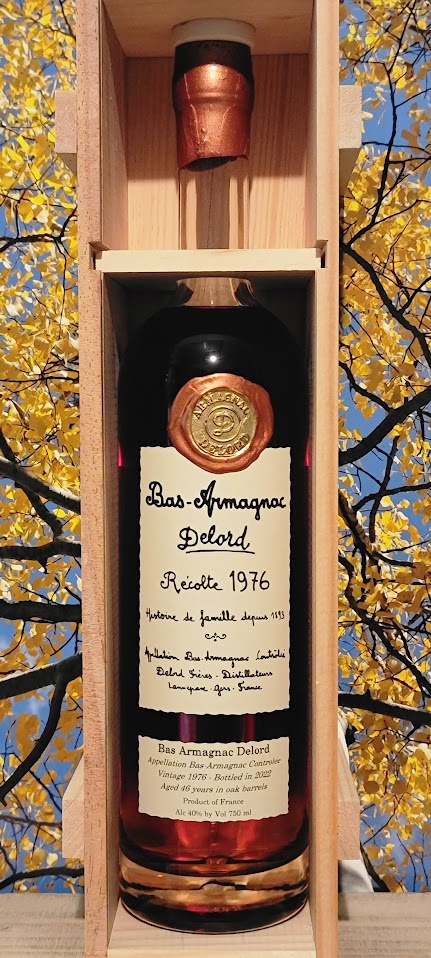 ARMAGNAC
D
DELORD
Bas-Armagnac
Delord
Récolte 1976
Histoire de famille depuis 1893
Appellation Bas-Armagnac Contrôlée
Delord Frères - Distillateurs
Lannepax - Gers - France
Bas Armagnac Delord
Appellation Bas-Armagnac Controlee
Vintage 1976 - Bottled in 2022
Aged 46 years in oak barrels
Product of France
Alc 40% by Vol 750 ml